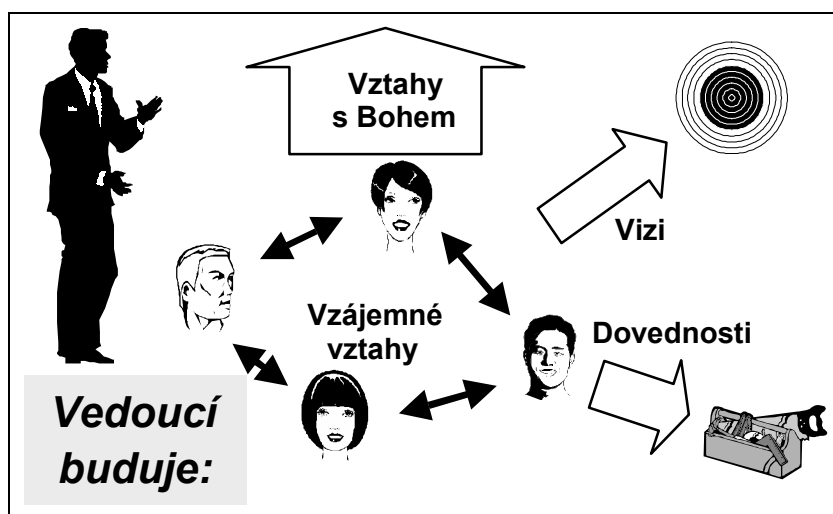 Vztahy
s Bohem
Vizi
Vzájemné
vztahy
Dovednosti
Vedoucí
buduje: